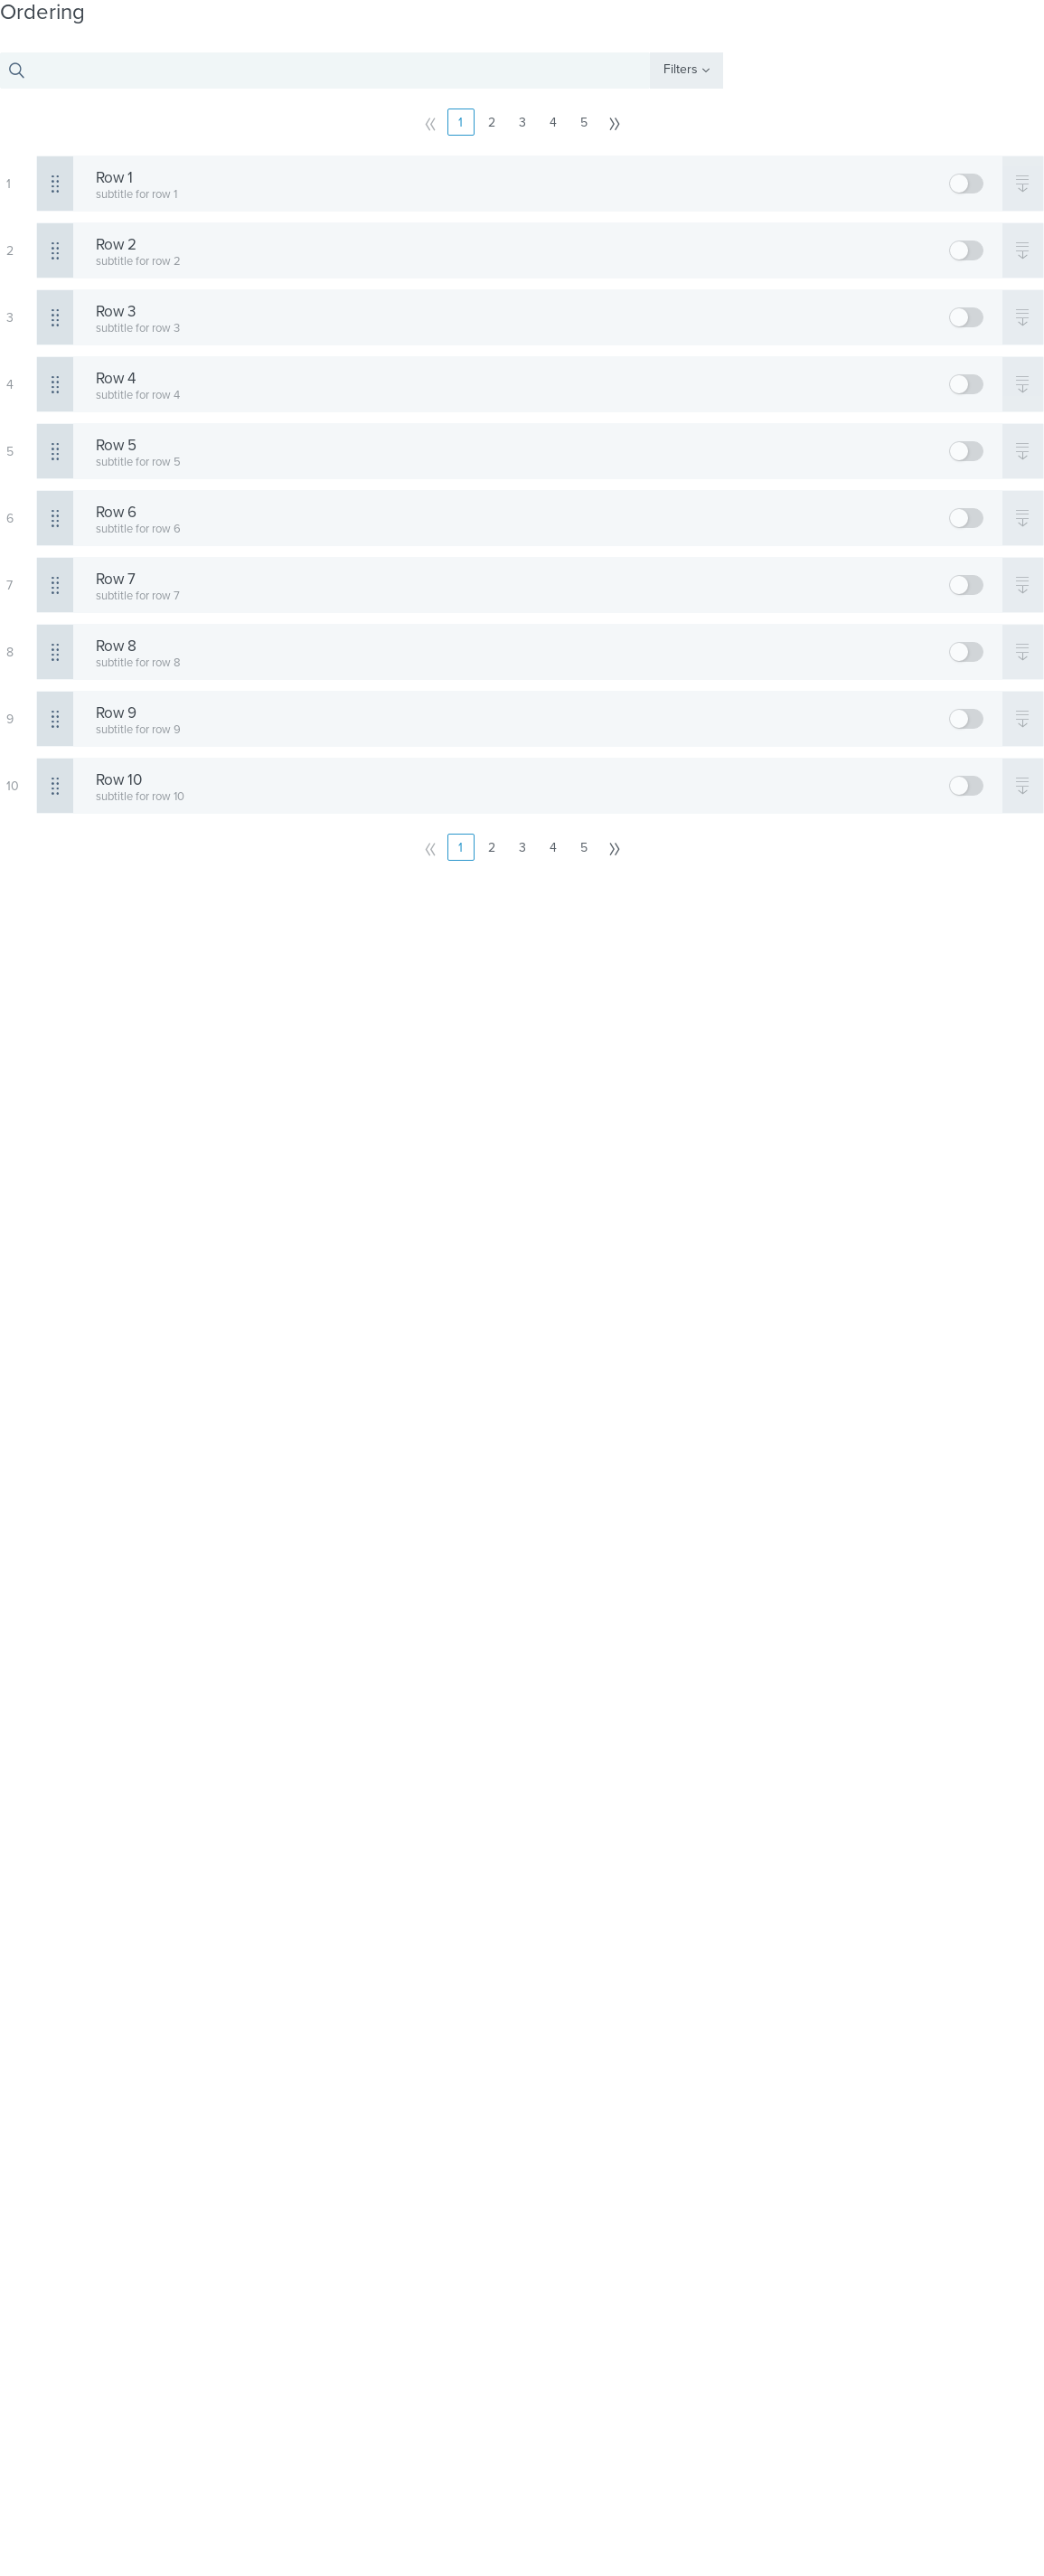 Ordering
Filters
1 2 3 4 5
1 Row 1
subtitle for row 1
2 Row 2
subtitle for row 2
3 Row 3
subtitle for row 3
4 Row 4
subtitle for row 4
5 Row 5
subtitle for row 5
6 Row 6
subtitle for row 6
7 Row 7
subtitle for row 7
8 Row 8
subtitle for row 8
9 Row 9
subtitle for row 9
10 Row 10
subtitle for row 10
1 2 3 4 5